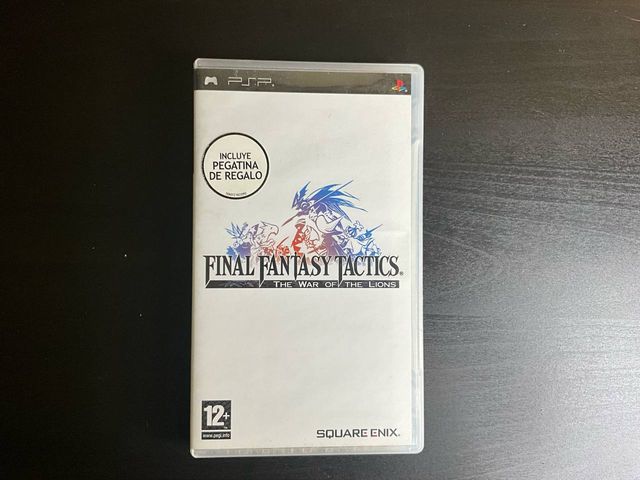 PSP
INCLUYE
PEGATINA
DE REGALO
FINAL FANTASY TACTICS®
THE WAR OF THE LIONS
12+
www.pegi.info
SQUARE ENIX.